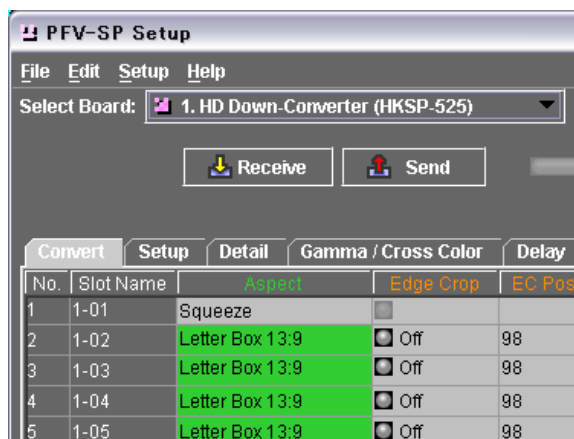 PFV-SP Setup
File Edit Setup Help
Select Board: 1. HD Down-Converter (HKSP-525)
Receive Send
Convert Setup Detail Gamma / Cross Color Delay
No. Slot Name Aspect Edge Crop EC Pos
1 1-01 Squeeze
2 1-02 Letter Box 13:9 Off 98
3 1-03 Letter Box 13:9 Off 98
4 1-04 Letter Box 13:9 Off 98
5 1-05 Letter Box 13:9 Off 98